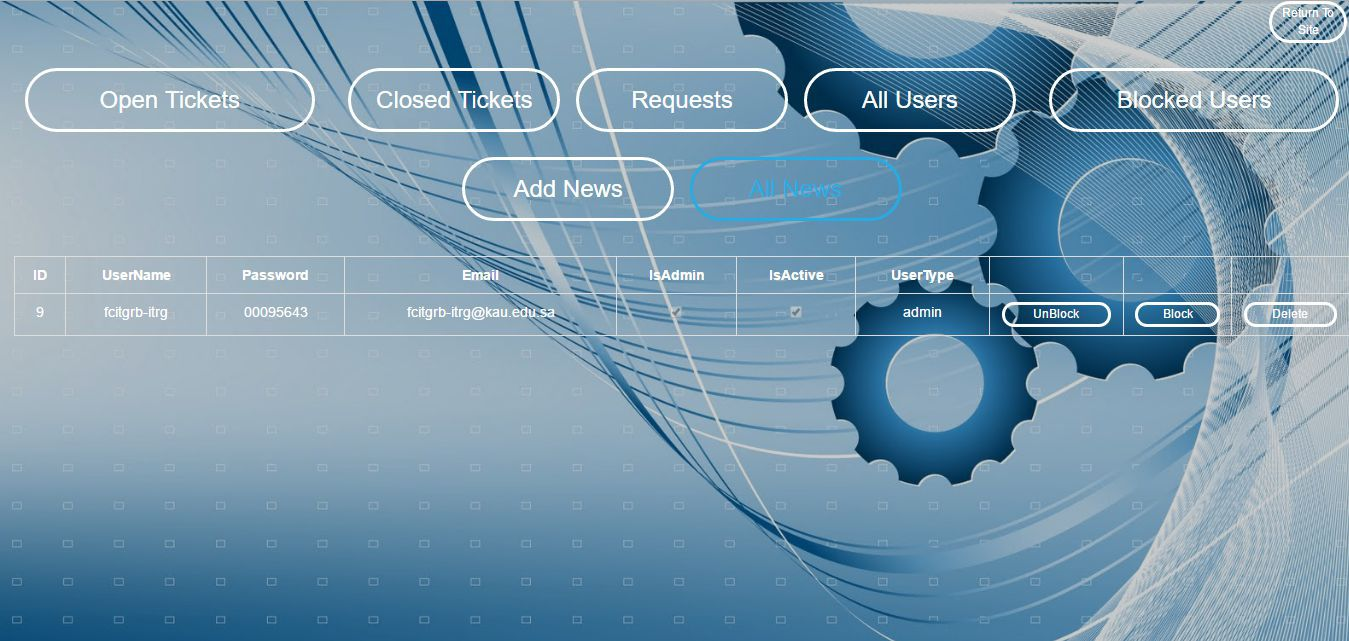 Return To
Site
Open Tickets
Closed Tickets
Requests
All Users
Blocked Users
Add News
All News
ID UserName Password Email IsAdmin IsActive UserType
9 fcitgrb-itrg 00095643 fcitgrb-itrg@kau.edu.sa admin UnBlock Block Delete